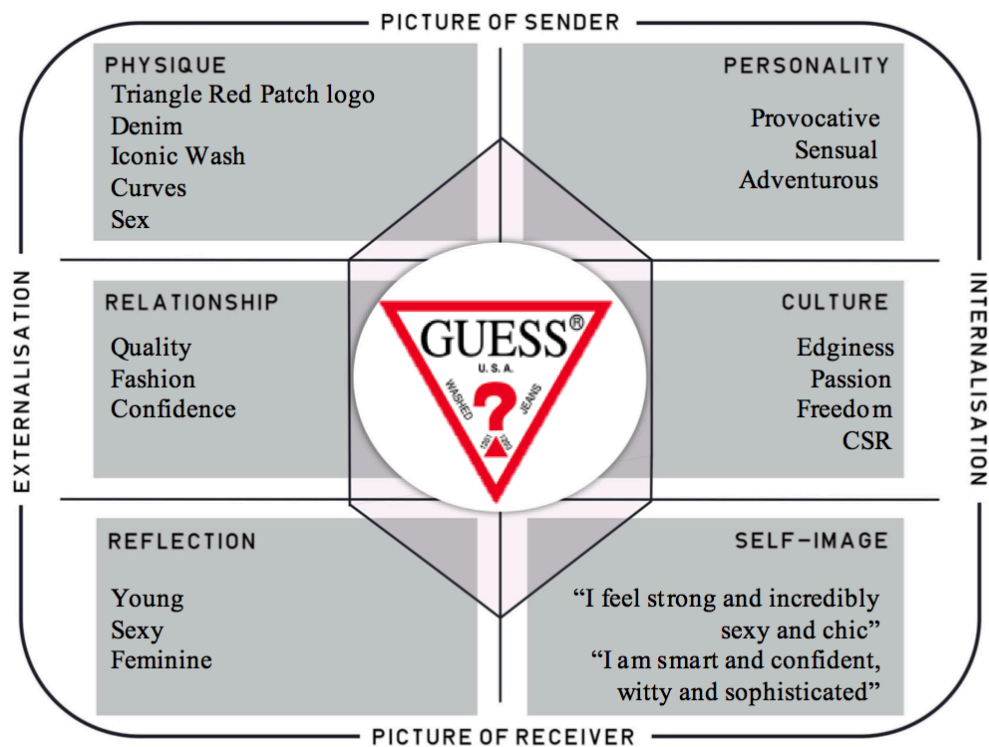 PICTURE OF SENDER
PHYSIQUE
Triangle Red Patch logo
Denim
Iconic Wash
Curves
Sex
PERSONALITY
Provocative
Sensual
Adventurous
EXTERNALISATION
RELATIONSHIP
Quality
Fashion
Confidence
GUESS®
U.S.A.
WASHED
?
JEANS
1201
1203
CULTURE
Edginess
Passion
Freedom
CSR
INTERNALISATION
REFLECTION
Young
Sexy
Feminine
SELF-IMAGE
“I feel strong and incredibly
sexy and chic”
“I am smart and confident,
witty and sophisticated”
PICTURE OF RECEIVER